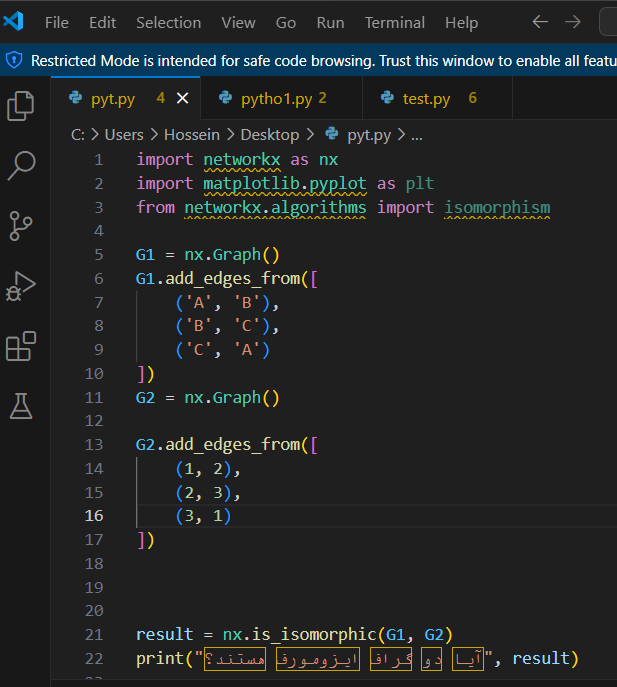 File Edit Selection View Go Run Terminal Help
Restricted Mode is intended for safe code browsing. Trust this window to enable all featu
pyt.py 4 pytho1.py 2 test.py 6
C: > Users > Hossein > Desktop > pyt.py > ...
1 import networkx as nx
2 import matplotlib.pyplot as plt
3 from networkx.algorithms import isomorphism
4
5 G1 = nx.Graph()
6 G1.add_edges_from([
7     ('A', 'B'),
8     ('B', 'C'),
9     ('C', 'A')
10 ])
11 G2 = nx.Graph()
12
13 G2.add_edges_from([
14     (1, 2),
15     (2, 3),
16     (3, 1)
17 ])
18
19
20
21 result = nx.is_isomorphic(G1, G2)
22 print("آیا دو گراف ایزومورف هستند؟", result)